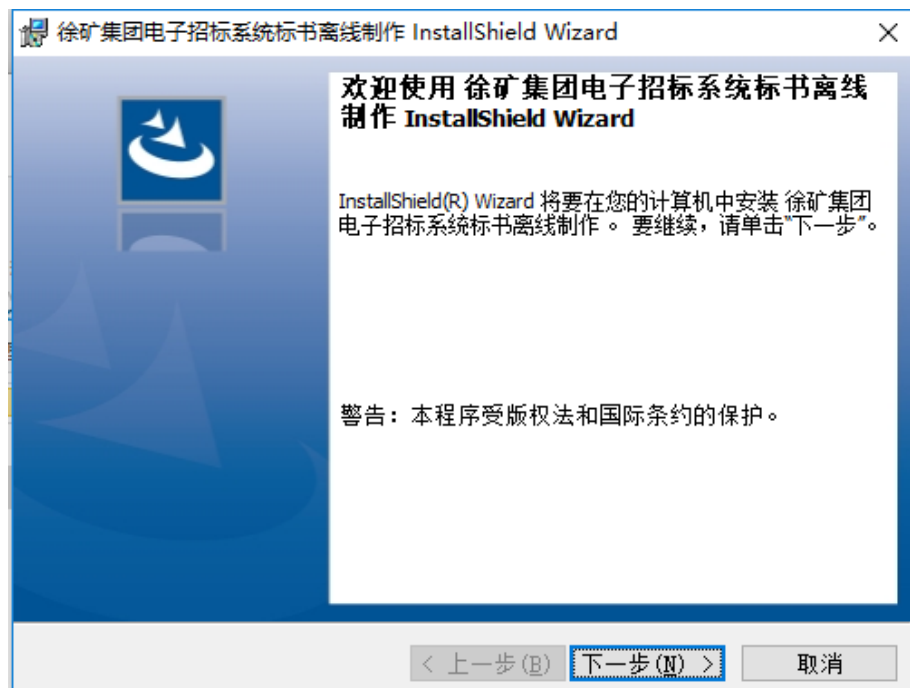 徐矿集团电子招标系统标书离线制作 InstallShield Wizard
欢迎使用 徐矿集团电子招标系统标书离线
制作 InstallShield Wizard
InstallShield(R) Wizard 将要在您的计算机中安装 徐矿集团
电子招标系统标书离线制作 。 要继续，请单击"下一步"。
警告：本程序受版权法和国际条约的保护。
< 上一步(B) 下一步(N) > 取消